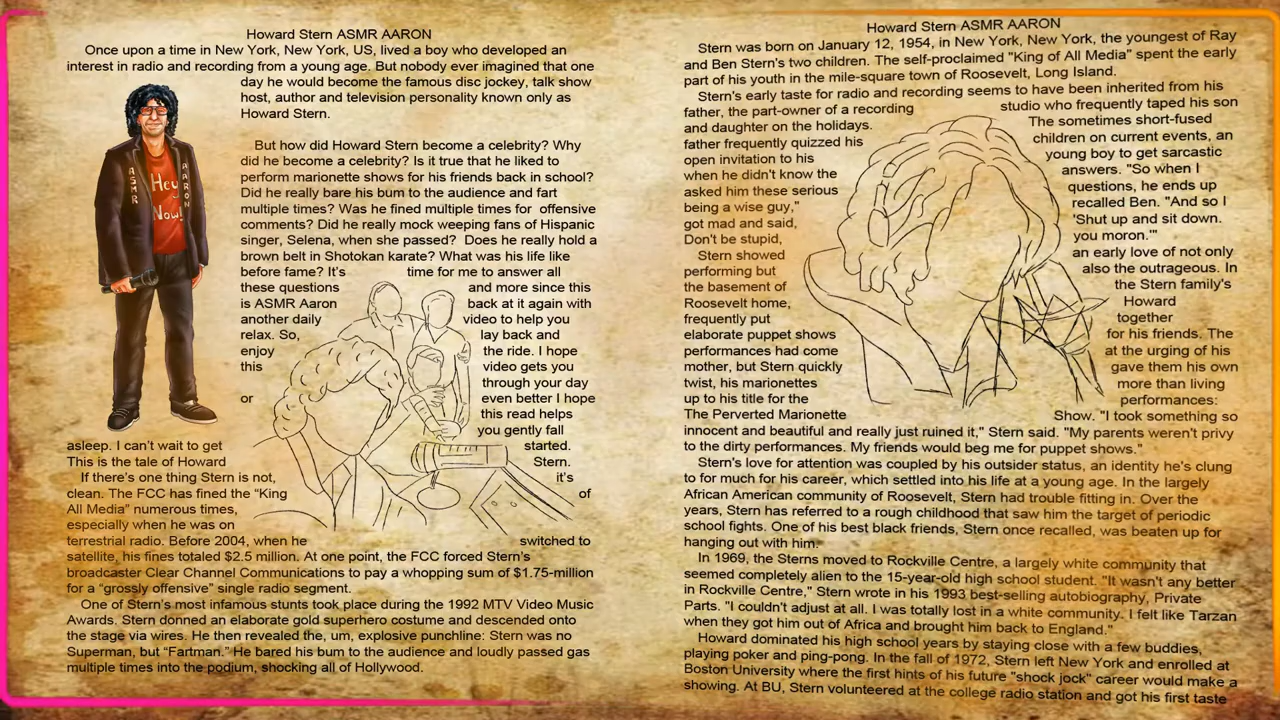 Howard Stern ASMR AARON
Once upon a time in New York, New York, US, lived a boy who developed an
interest in radio and recording from a young age. But nobody ever imagined that one
day he would become the famous disc jockey, talk show
host, author and television personality known only as
Howard Stern.
But how did Howard Stern become a celebrity? Why
did he become a celebrity? Is it true that he liked to
perform marionette shows for his friends back in school?
Did he really bare his bum to the audience and fart
multiple times? Was he fined multiple times for offensive
comments? Did he really mock weeping fans of Hispanic
singer, Selena, when she passed? Does he really hold a
brown belt in Shotokan karate? What was his life like
before fame? It's time for me to answer all
these questions and more since this
is ASMR Aaron back at it again with
another daily video to help you
relax. So, lay back and
enjoy the ride. I hope
this video gets you
through your day
or even better I hope
this read helps
you gently fall
asleep. I can't wait to get started.
This is the tale of Howard Stern.
If there's one thing Stern is not, it's
clean. The FCC has fined the “King of
All Media” numerous times,
especially when he was on
terrestrial radio. Before 2004, when he switched to
satellite, his fines totaled $2.5 million. At one point, the FCC forced Stern's
broadcaster Clear Channel Communications to pay a whopping sum of $1.75-million
for a “grossly offensive” single radio segment.
One of Stern's most infamous stunts took place during the 1992 MTV Video Music
Awards. Stern donned an elaborate gold superhero costume and descended onto
the stage via wires. He then revealed the, um, explosive punchline: Stern was no
Superman, but “Fartman.” He bared his bum to the audience and loudly passed gas
multiple times into the podium, shocking all of Hollywood.
ASMR
Hey
Now!
AARON
Howard Stern ASMR AARON
Stern was born on January 12, 1954, in New York, New York, the youngest of Ray
and Ben Stern's two children. The self-proclaimed "King of All Media" spent the early
part of his youth in the mile-square town of Roosevelt, Long Island.
Stern's early taste for radio and recording seems to have been inherited from his
father, the part-owner of a recording studio who frequently taped his son
and daughter on the holidays. The sometimes short-fused
father frequently quizzed his children on current events, an
open invitation to his young boy to get sarcastic
when he didn't know the answers. "So when I
asked him these serious questions, he ends up
being a wise guy," recalled Ben. "And so I
got mad and said, 'Shut up and sit down.
Don't be stupid, you moron.'"
Stern showed an early love of not only
performing but also the outrageous. In
the basement of the Stern family's
Roosevelt home, Howard
frequently put together
elaborate puppet shows for his friends. The
performances had come at the urging of his
mother, but Stern quickly gave them his own
twist, his marionettes more than living
up to his title for the performances:
The Perverted Marionette Show. "I took something so
innocent and beautiful and really just ruined it," Stern said. "My parents weren't privy
to the dirty performances. My friends would beg me for puppet shows."
Stern's love for attention was coupled by his outsider status, an identity he's clung
to for much for his career, which settled into his life at a young age. In the largely
African American community of Roosevelt, Stern had trouble fitting in. Over the
years, Stern has referred to a rough childhood that saw him the target of periodic
school fights. One of his best black friends, Stern once recalled, was beaten up for
hanging out with him.
In 1969, the Sterns moved to Rockville Centre, a largely white community that
seemed completely alien to the 15-year-old high school student. "It wasn't any better
in Rockville Centre," Stern wrote in his 1993 best-selling autobiography, Private
Parts. "I couldn't adjust at all. I was totally lost in a white community. I felt like Tarzan
when they got him out of Africa and brought him back to England."
Howard dominated his high school years by staying close with a few buddies,
playing poker and ping-pong. In the fall of 1972, Stern left New York and enrolled at
Boston University where the first hints of his future "shock jock" career would make a
showing. At BU, Stern volunteered at the college radio station and got his first taste